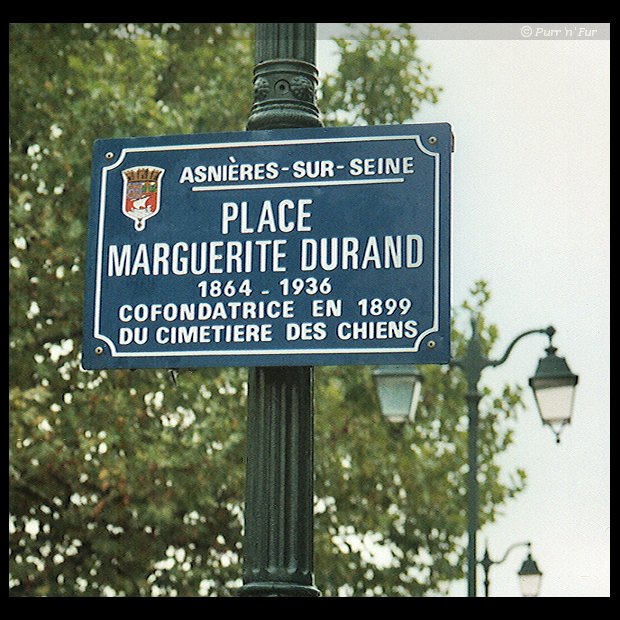 © Purr 'n' Fur
ASNIÈRES-SUR-SEINE
PLACE
MARGUERITE DURAND
1864 - 1936
COFONDATRICE EN 1899
DU CIMETIERE DES CHIENS